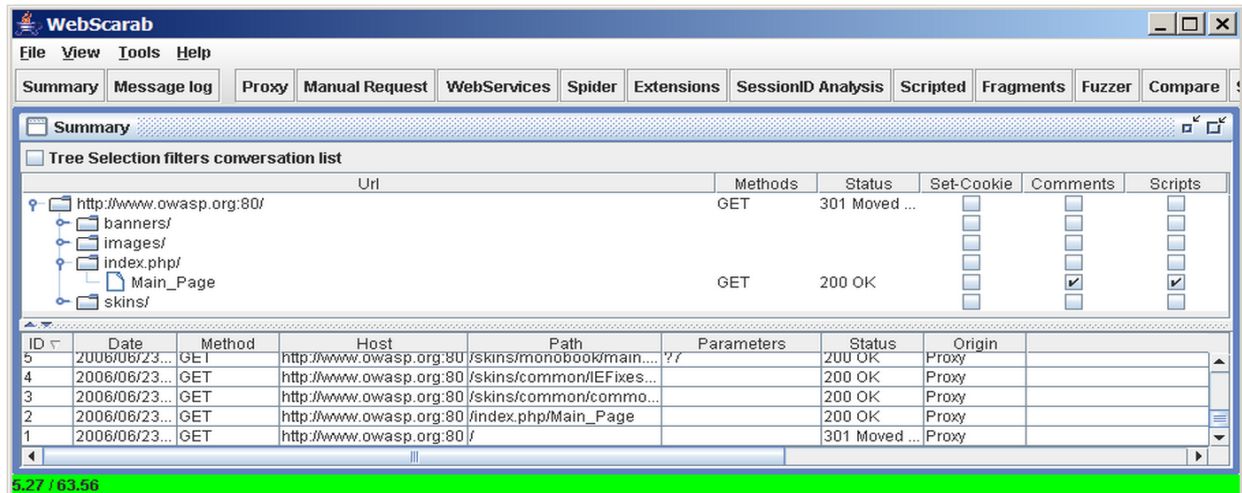 WebScarab
File View Tools Help
Summary Message log Proxy Manual Request WebServices Spider Extensions SessionID Analysis Scripted Fragments Fuzzer Compare
Summary
Tree Selection filters conversation list
Url Methods Status Set-Cookie Comments Scripts
http://www.owasp.org:80/ GET 301 Moved ...
banners/
images/
index.php/
Main_Page GET 200 OK
skins/
ID Date Method Host Path Parameters Status Origin
5 2006/06/23... GET http://www.owasp.org:80 /skins/monobook/main.... ?7 200 OK Proxy
4 2006/06/23... GET http://www.owasp.org:80 /skins/common/IEFixes... 200 OK Proxy
3 2006/06/23... GET http://www.owasp.org:80 /skins/common/commo... 200 OK Proxy
2 2006/06/23... GET http://www.owasp.org:80 /index.php/Main_Page 200 OK Proxy
1 2006/06/23... GET http://www.owasp.org:80 / 301 Moved ... Proxy
5.27 / 63.56